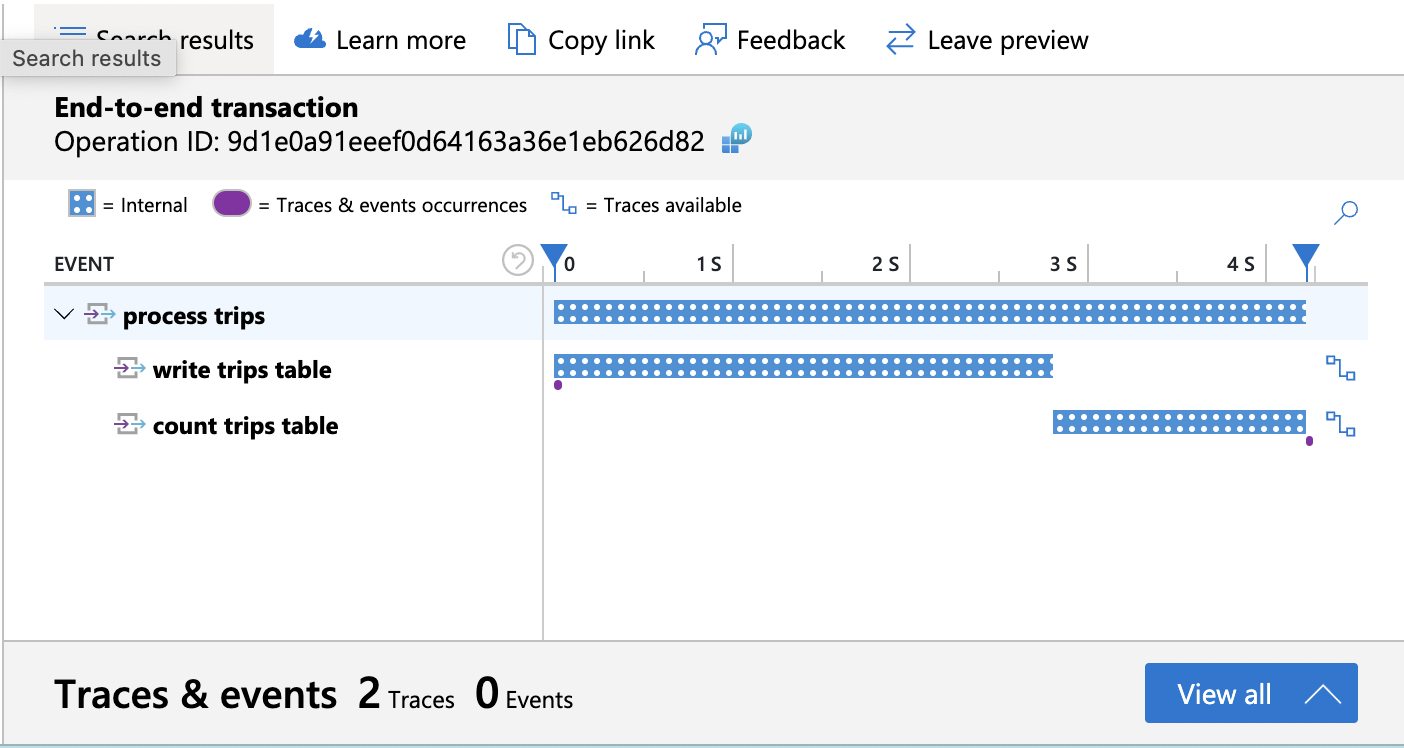 Search results Learn more Copy link Feedback Leave preview
Search results
End-to-end transaction
Operation ID: 9d1e0a91eeef0d64163a36e1eb626d82
= Internal = Traces & events occurrences = Traces available
EVENT 0 1 S 2 S 3 S 4 S
process trips
write trips table
count trips table
Traces & events 2 Traces 0 Events View all